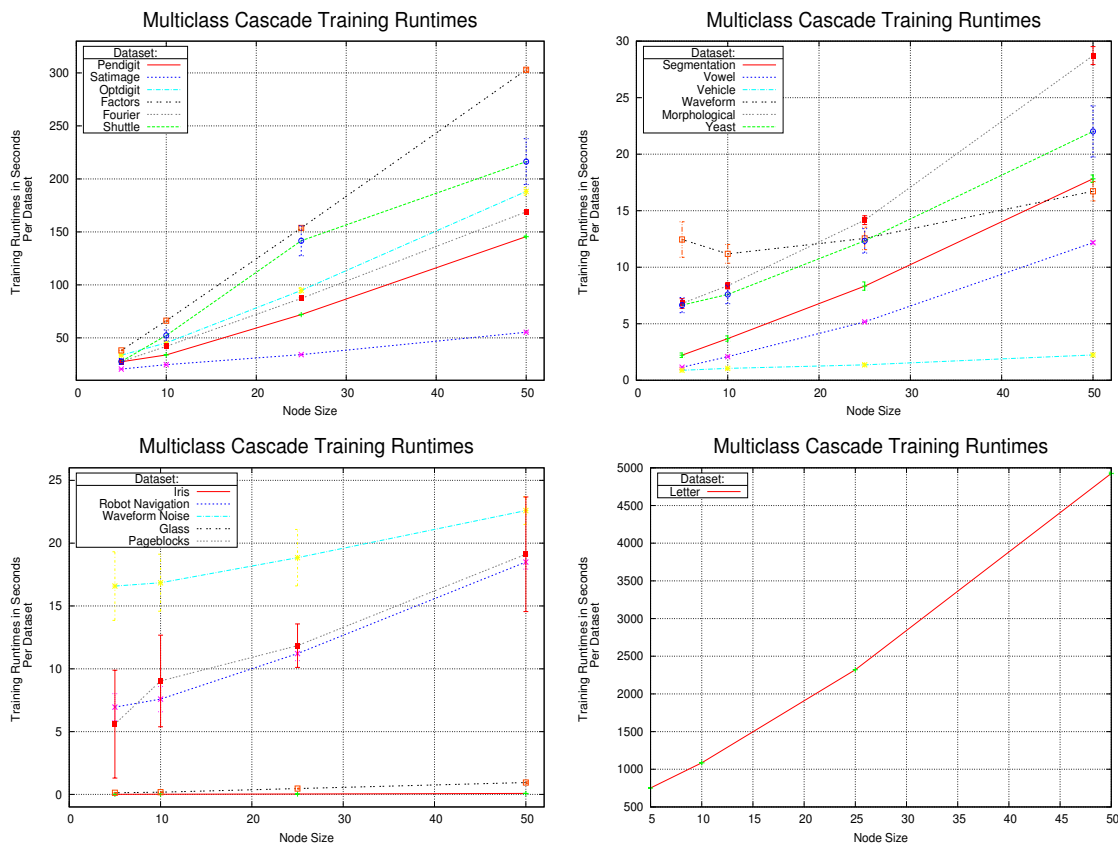 Multiclass Cascade Training Runtimes
Training Runtimes in Seconds
Per Dataset
Dataset:
Pendigit
Satimage
Optdigit
Factors
Fourier
Shuttle
300
250
200
150
100
50
0 10 20 30 40 50
Node Size
Multiclass Cascade Training Runtimes
Training Runtimes in Seconds
Per Dataset
Dataset:
Segmentation
Vowel
Vehicle
Waveform
Morphological
Yeast
30
25
20
15
10
5
0
0 10 20 30 40 50
Node Size
Multiclass Cascade Training Runtimes
Training Runtimes in Seconds
Per Dataset
Dataset:
Iris
Robot Navigation
Waveform Noise
Glass
Pageblocks
25
20
15
10
5
0
0 10 20 30 40 50
Node Size
Multiclass Cascade Training Runtimes
Training Runtimes in Seconds
Per Dataset
Dataset:
Letter
5000
4500
4000
3500
3000
2500
2000
1500
1000
500
5 10 15 20 25 30 35 40 45 50
Node Size